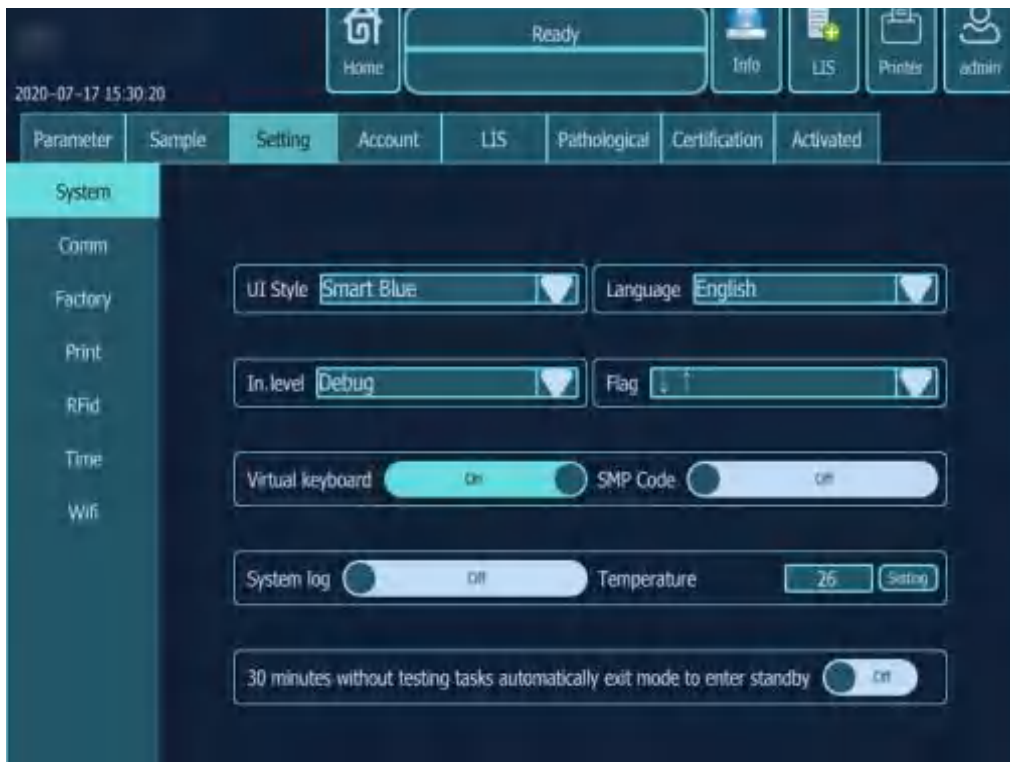 Ready
Home
Info
LIS
Printer
admin
2020-07-17 15:30:20
Parameter
Sample
Setting
Account
LIS
Pathological
Certification
Activated
System
Comm
Factory
Print
RFid
Time
Wifi
UI Style Smart Blue
Language English
In.level Debug
Flag ↓ ↑
Virtual keyboard On
SMP Code Off
System log Off
Temperature 26
30 minutes without testing tasks automatically exit mode to enter standby Off